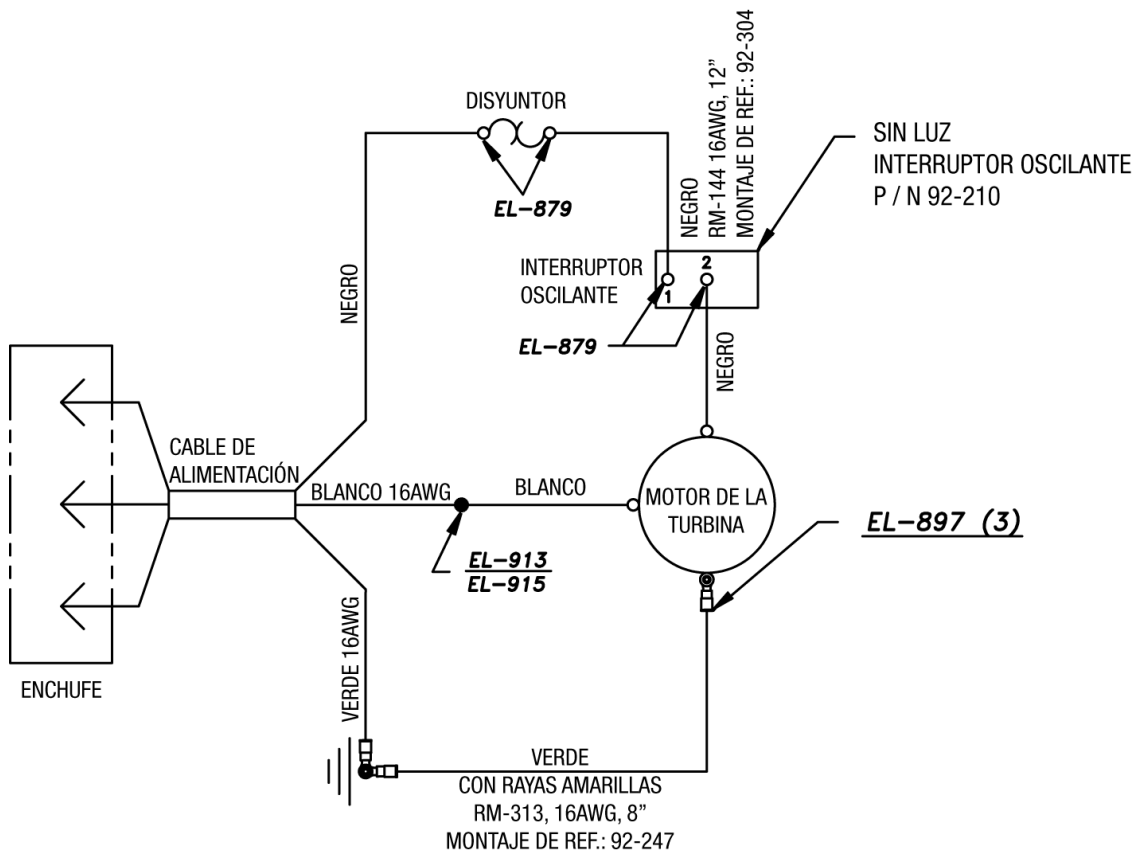 DISYUNTOR
EL-879
NEGRO
RM-144 16AWG, 12”
MONTAJE DE REF.: 92-304
SIN LUZ
INTERRUPTOR OSCILANTE
P / N 92-210
INTERRUPTOR
OSCILANTE
1
2
EL-879
NEGRO
NEGRO
CABLE DE
ALIMENTACIÓN
BLANCO 16AWG
BLANCO
MOTOR DE LA
TURBINA
EL-897 (3)
EL-913
EL-915
VERDE 16AWG
ENCHUFE
VERDE
CON RAYAS AMARILLAS
RM-313, 16AWG, 8”
MONTAJE DE REF.: 92-247